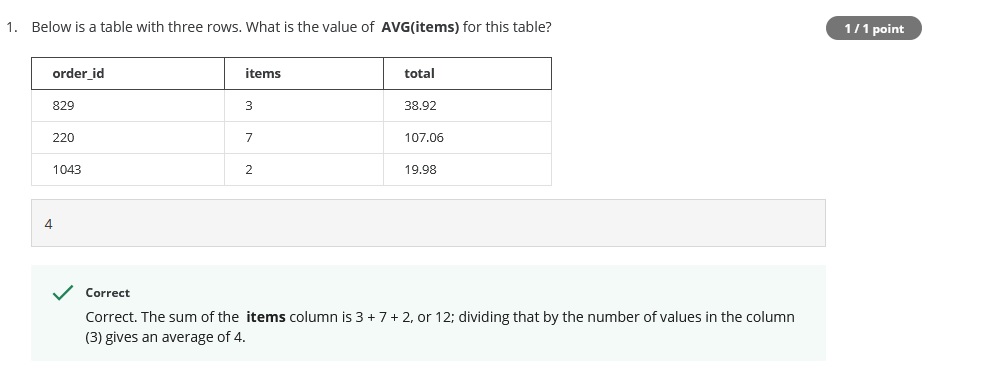 1. Below is a table with three rows. What is the value of AVG(items) for this table?
1 / 1 point
order_id items total
829 3 38.92
220 7 107.06
1043 2 19.98
4
Correct
Correct. The sum of the items column is 3 + 7 + 2, or 12; dividing that by the number of values in the column
(3) gives an average of 4.